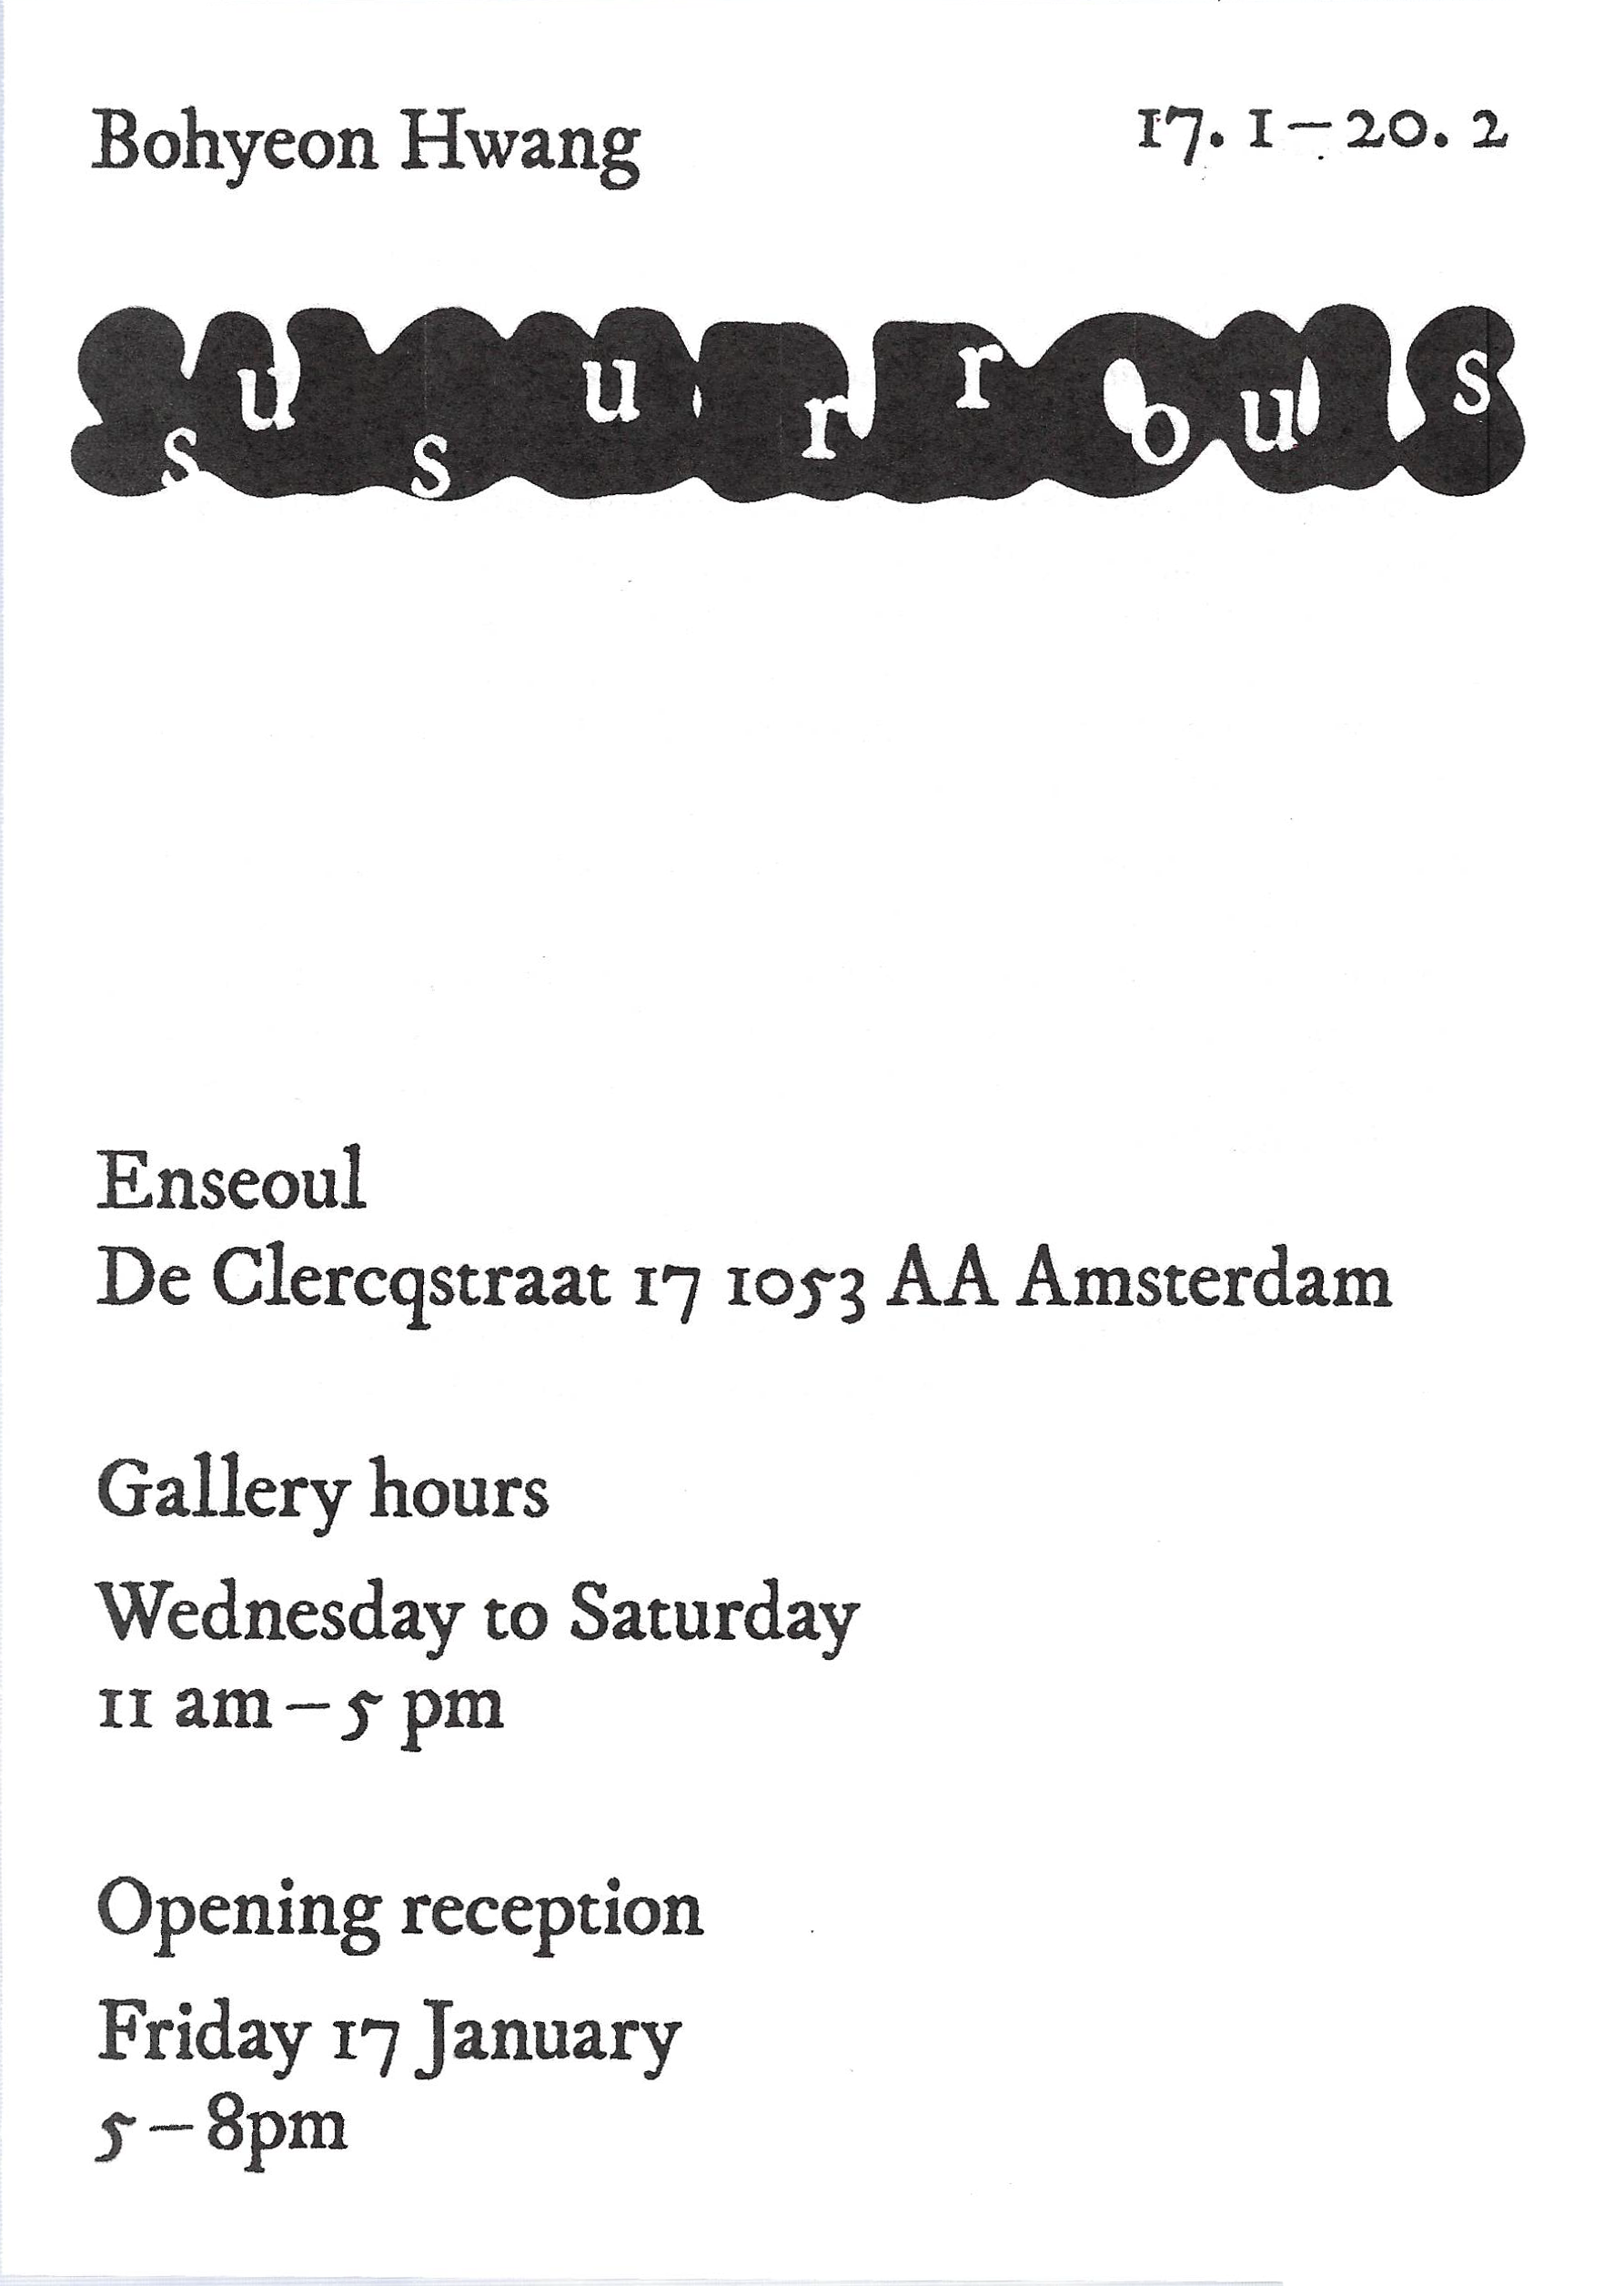 Bohyeon Hwang
17. 1 – 20. 2
susurrous
Enseoul
De Clercqstraat 17 1053 AA Amsterdam
Gallery hours
Wednesday to Saturday
11 am – 5 pm
Opening reception
Friday 17 January
5 – 8pm